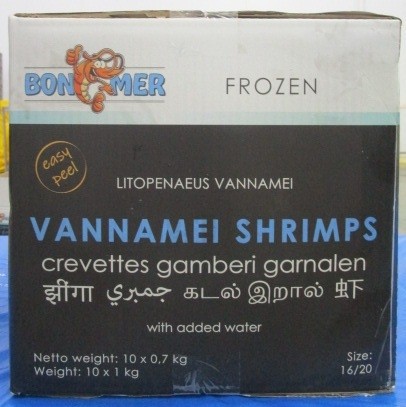 BON MER
FROZEN
easy
peel
LITOPENAEUS VANNAMEI
VANNAMEI SHRIMPS
crevettes gamberi garnalen
झींगा جمبري கடல் இறால் 虾
with added water
Netto weight: 10 x 0,7 kg
Weight: 10 x 1 kg
Size:
16/20